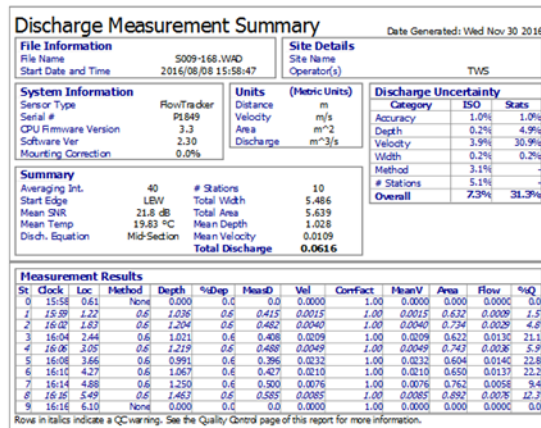 Discharge Measurement Summary Date Generated: Wed Nov 30 2016
File Information
File Name S009-168.WAD
Start Date and Time 2016/08/08 15:58:47
Site Details
Site Name
Operator(s) TWS
System Information
Sensor Type FlowTracker
Serial # P1849
CPU Firmware Version 3.3
Software Ver 2.30
Mounting Correction 0.0%
Units (Metric Units)
Distance m
Velocity m/s
Area m^2
Discharge m^3/s
Discharge Uncertainty
Category ISO Stats
Accuracy 1.0% 1.0%
Depth 0.2% 4.9%
Velocity 3.9% 30.9%
Width 0.2% 0.2%
Method 3.1% -
# Stations 5.1% -
Overall 7.3% 31.3%
Summary
Averaging Int. 40 # Stations 10
Start Edge LEW Total Width 5.486
Mean SNR 21.8 dB Total Area 5.639
Mean Temp 19.83 ºC Mean Depth 1.028
Disch. Equation Mid-Section Mean Velocity 0.0109
Total Discharge 0.0616
Measurement Results
St Clock Loc Method Depth %Dep MeasD Vel CorrFact MeanV Area Flow %Q
0 15:58 0.61 None 0.000 0.0 0.0 0.0000 1.00 0.0000 0.000 0.0000 0.0
1 15:59 1.22 0.6 1.036 0.6 0.415 0.0015 1.00 0.0015 0.632 0.0009 1.5
2 16:02 1.83 0.6 1.204 0.6 0.482 0.0040 1.00 0.0040 0.734 0.0029 4.8
3 16:04 2.44 0.6 1.021 0.6 0.408 0.0209 1.00 0.0209 0.622 0.0130 21.1
4 16:06 3.05 0.6 1.219 0.6 0.488 0.0049 1.00 0.0049 0.743 0.0036 5.9
5 16:08 3.66 0.6 0.991 0.6 0.396 0.0232 1.00 0.0232 0.604 0.0140 22.8
6 16:10 4.27 0.6 1.067 0.6 0.427 0.0210 1.00 0.0210 0.650 0.0137 22.2
7 16:14 4.88 0.6 1.250 0.6 0.500 0.0076 1.00 0.0076 0.762 0.0058 9.4
8 16:16 5.49 0.6 1.463 0.6 0.585 0.0085 1.00 0.0085 0.892 0.0076 12.3
9 16:16 6.10 None 0.000 0.0 0.0 0.0000 1.00 0.0000 0.000 0.0000 0.0
Rows in italics indicate a QC warning. See the Quality Control page of this report for more information.